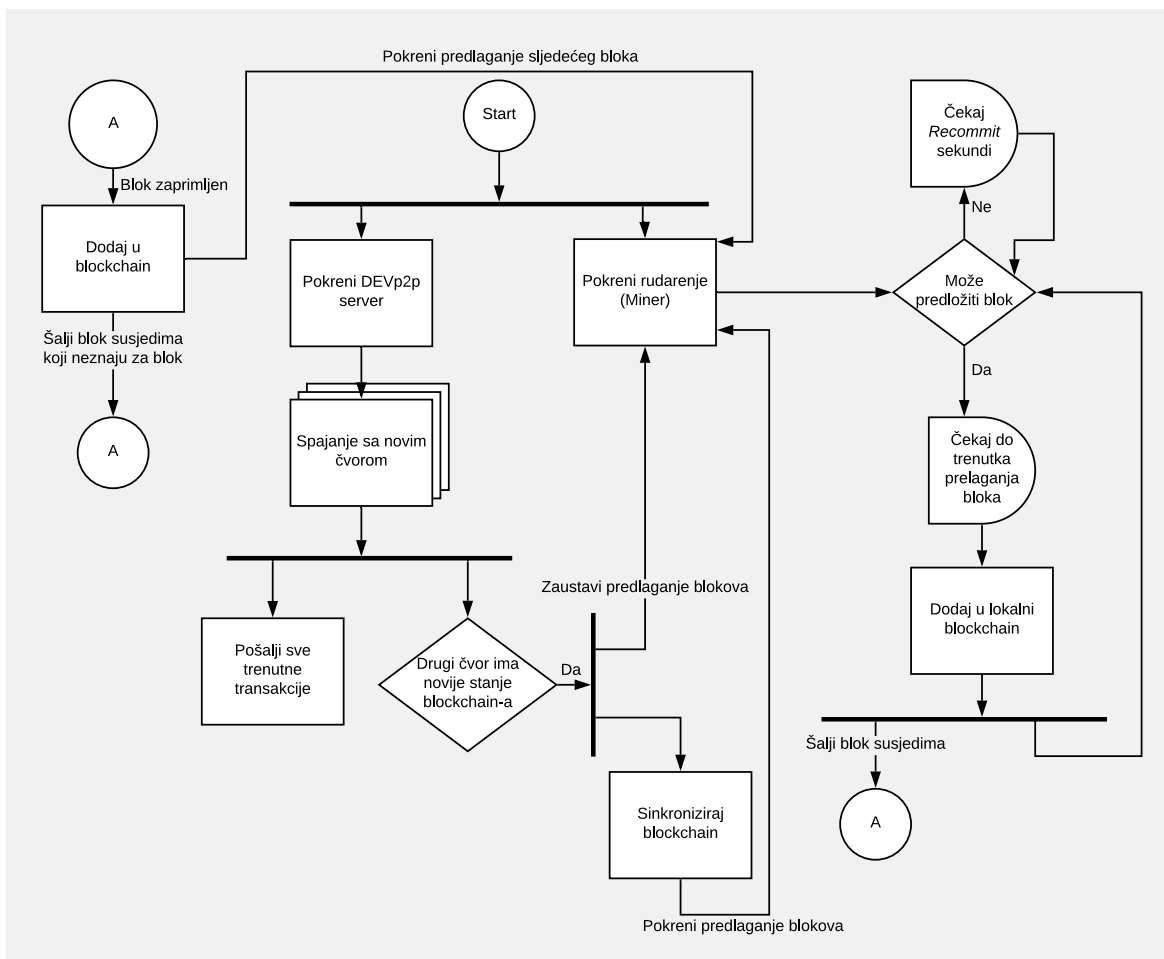 Pokreni predlaganje sljedećeg bloka
A
Start
Čekaj
Recommit
sekundi
Blok zaprimljen
Ne
Dodaj u
blockchain
Pokreni DEVp2p
server
Pokreni rudarenje
(Miner)
Može
predložiti blok
Šalji blok susjedima
koji neznaju za blok
Da
A
Spajanje sa novim
čvorom
Čekaj do
trenutka
prelaganja
bloka
Zaustavi predlaganje blokova
Dodaj u lokalni
blockchain
Pošalji sve
trenutne
transakcije
Drugi čvor ima
novije stanje
blockchain-a
Da
Šalji blok susjedima
Sinkroniziraj
blockchain
A
Pokreni predlaganje blokova